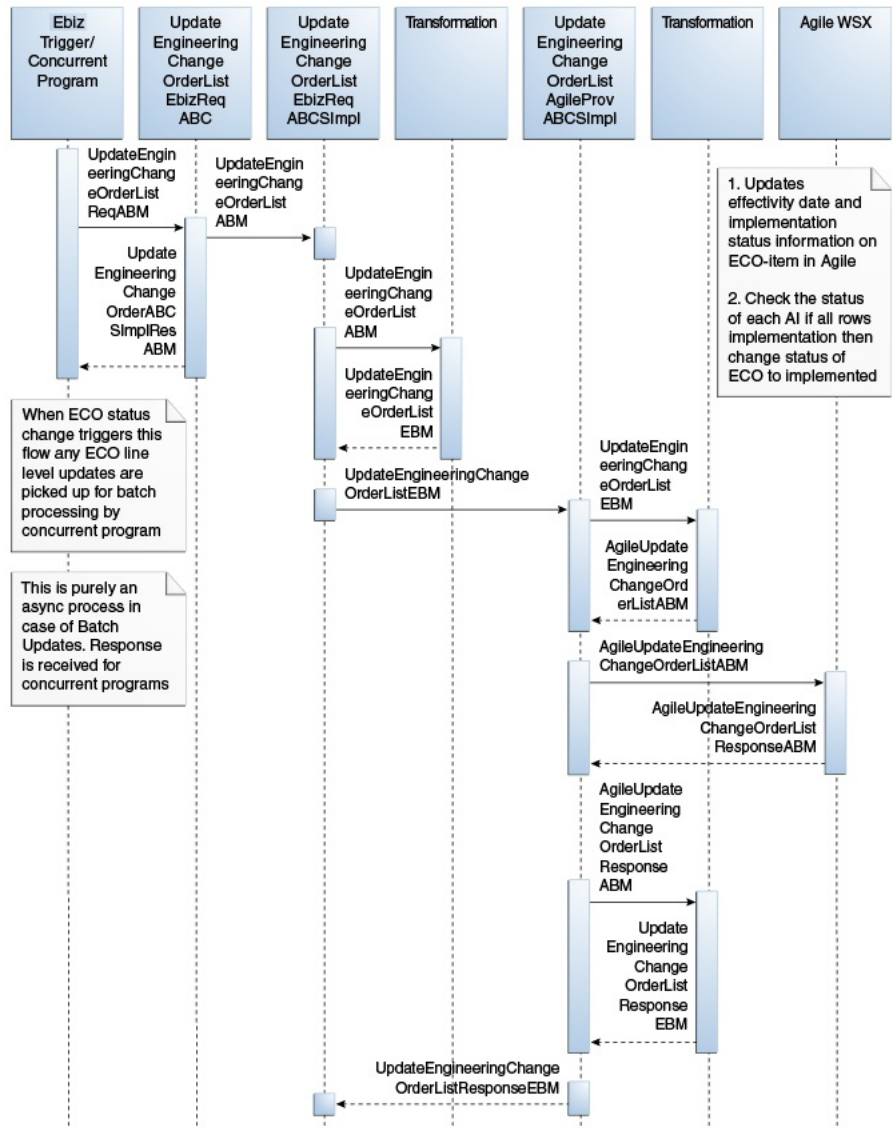 Ebiz
Trigger/
Concurrent
Program
Update
Engineering
Change
OrderList
EbizReq
ABC
Update
Engineering
Change
OrderList
EbizReq
ABCSImpl
Transformation
Update
Engineering
Change
OrderList
AgileProv
ABCSImpl
Transformation
Agile WSX
UpdateEngin
eeringChang
eOrderList
ReqABM
UpdateEngin
eeringChang
eOrderList
ABM
1. Updates
effectivity date and
implementation
status information on
ECO-item in Agile
2. Check the status
of each AI if all rows
implementation then
change status of
ECO to implemented
Update
Engineering
Change
OrderABC
SImplRes
ABM
UpdateEngin
eeringChang
eOrderList
ABM
UpdateEngin
eeringChang
eOrderList
EBM
When ECO status
change triggers this
flow any ECO line
level updates are
picked up for batch
processing by
concurrent program
UpdateEngineeringChange
OrderListEBM
UpdateEngin
eeringChang
eOrderList
EBM
AgileUpdate
Engineering
ChangeOrd
erListABM
This is purely an
async process in
case of Batch
Updates. Response
is received for
concurrent programs
AgileUpdateEngineering
ChangeOrderListABM
AgileUpdateEngineering
ChangeOrderList
ResponseABM
AgileUpdate
Engineering
Change
OrderList
Response
ABM
Update
Engineering
Change
OrderList
Response
EBM
UpdateEngineeringChange
OrderListResponseEBM